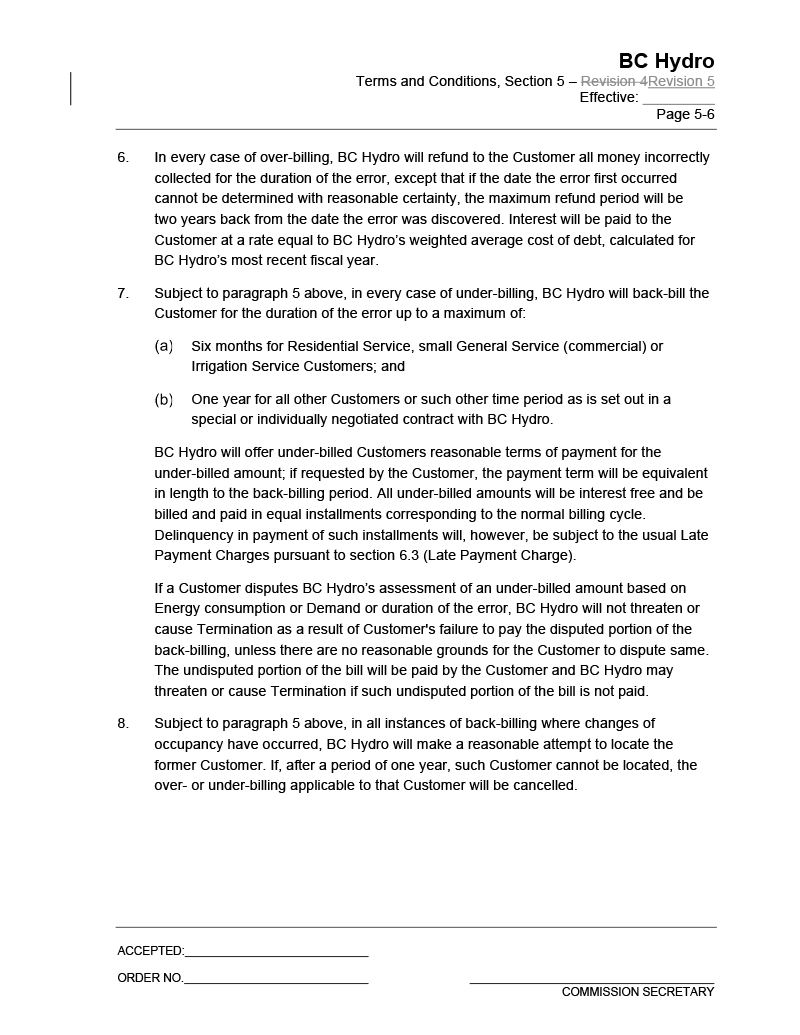 BC Hydro
Terms and Conditions, Section 5 – Revision 4Revision 5
Effective: _________
Page 5-6
6. In every case of over-billing, BC Hydro will refund to the Customer all money incorrectly
collected for the duration of the error, except that if the date the error first occurred
cannot be determined with reasonable certainty, the maximum refund period will be
two years back from the date the error was discovered. Interest will be paid to the
Customer at a rate equal to BC Hydro’s weighted average cost of debt, calculated for
BC Hydro’s most recent fiscal year.
7. Subject to paragraph 5 above, in every case of under-billing, BC Hydro will back-bill the
Customer for the duration of the error up to a maximum of:
(a) Six months for Residential Service, small General Service (commercial) or
Irrigation Service Customers; and
(b) One year for all other Customers or such other time period as is set out in a
special or individually negotiated contract with BC Hydro.
BC Hydro will offer under-billed Customers reasonable terms of payment for the
under-billed amount; if requested by the Customer, the payment term will be equivalent
in length to the back-billing period. All under-billed amounts will be interest free and be
billed and paid in equal installments corresponding to the normal billing cycle.
Delinquency in payment of such installments will, however, be subject to the usual Late
Payment Charges pursuant to section 6.3 (Late Payment Charge).
If a Customer disputes BC Hydro’s assessment of an under-billed amount based on
Energy consumption or Demand or duration of the error, BC Hydro will not threaten or
cause Termination as a result of Customer's failure to pay the disputed portion of the
back-billing, unless there are no reasonable grounds for the Customer to dispute same.
The undisputed portion of the bill will be paid by the Customer and BC Hydro may
threaten or cause Termination if such undisputed portion of the bill is not paid.
8. Subject to paragraph 5 above, in all instances of back-billing where changes of
occupancy have occurred, BC Hydro will make a reasonable attempt to locate the
former Customer. If, after a period of one year, such Customer cannot be located, the
over- or under-billing applicable to that Customer will be cancelled.
ACCEPTED:____________________________
ORDER NO.____________________________
COMMISSION SECRETARY